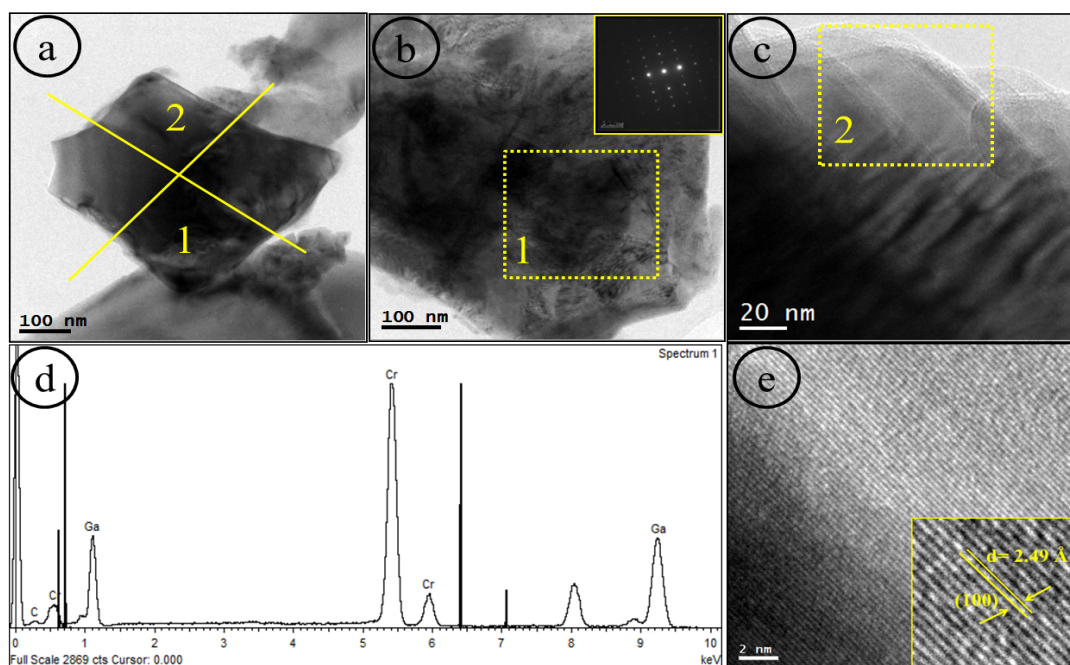 a
2
1
100 nm
b
1
100 nm
c
2
20 nm
d
Spectrum 1
Cr
Ga
Ga
C
Cr
Cr
0 1 2 3 4 5 6 7 8 9 10
Full Scale 2869 cts Cursor: 0.000
keV
e
d= 2.49 Å
(100)
2 nm